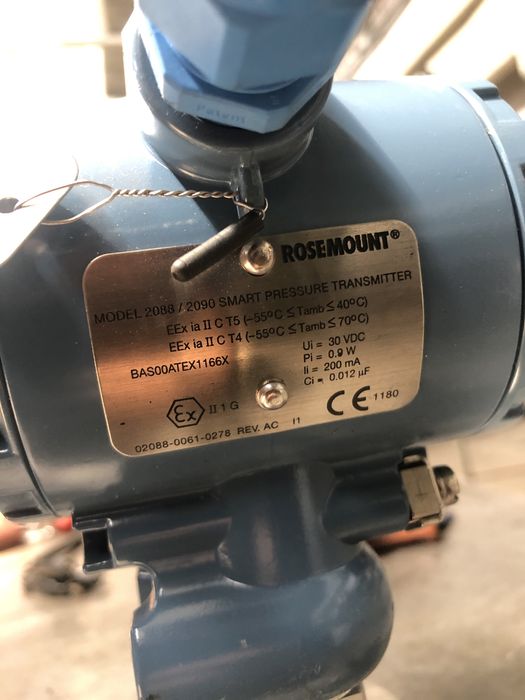 Patent
ROSEMOUNT®
MODEL 2088 / 2090 SMART PRESSURE TRANSMITTER
EEx ia II C T5 (–55ºC ≤ Tamb ≤ 40ºC)
EEx ia II C T4 (–55ºC ≤ Tamb ≤ 70ºC)
BAS00ATEX1166X
Ui = 30 VDC
Pi = 0.9 W
Ii = 200 mA
Ci = 0.012 µF
Ex II 1 G
CE 1180
02088-0061-0278 REV. AC I1